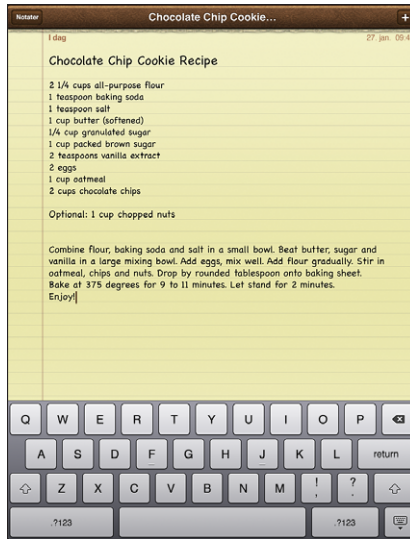 Notater
Chocolate Chip Cookie...
+
I dag
27. jan. 09.4
Chocolate Chip Cookie Recipe
2 1/4 cups all-purpose flour
1 teaspoon baking soda
1 teaspoon salt
1 cup butter (softened)
1/4 cup granulated sugar
1 cup packed brown sugar
2 teaspoons vanilla extract
2 eggs
1 cup oatmeal
2 cups chocolate chips
Optional: 1 cup chopped nuts
Combine flour, baking soda and salt in a small bowl. Beat butter, sugar and
vanilla in a large mixing bowl. Add eggs, mix well. Add flour gradually. Stir in
oatmeal, chips and nuts. Drop by rounded tablespoon onto baking sheet.
Bake at 375 degrees for 9 to 11 minutes. Let stand for 2 minutes.
Enjoy!
Q W E R T Y U I O P
A S D F G H J K L return
Z X C V B N M ! , ? .
.?123 .?123